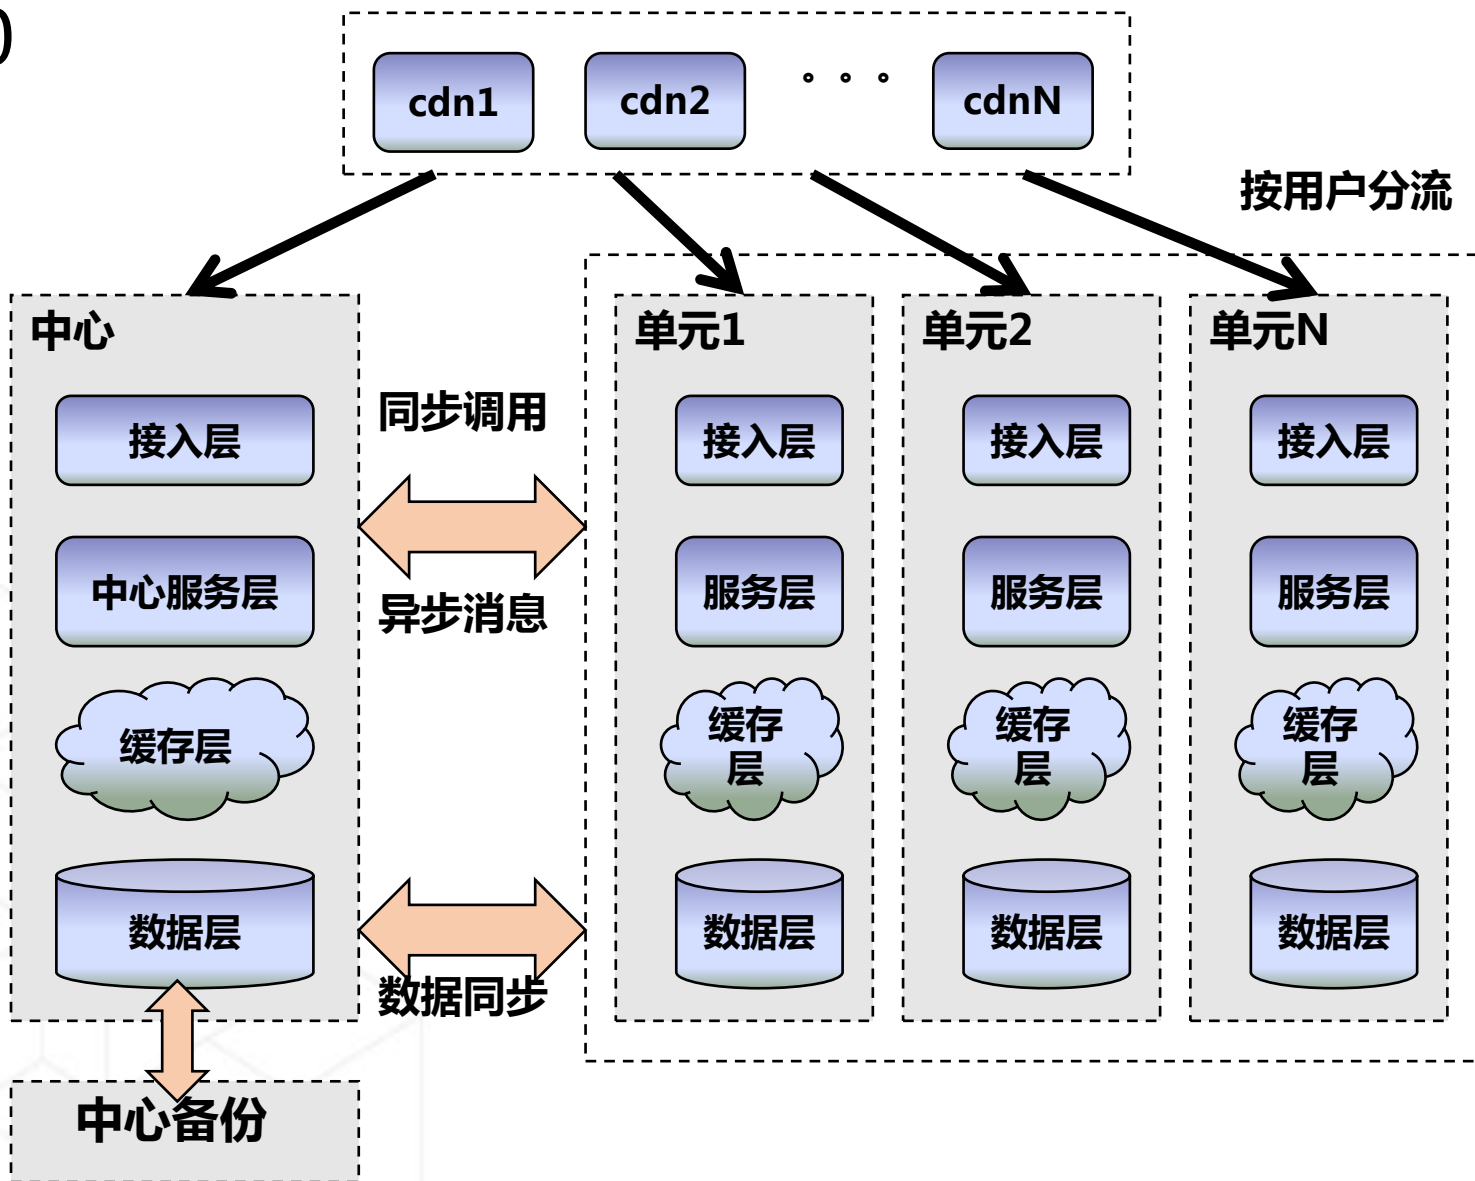 )
cdn1
cdn2
。。。
cdnN
按用户分流
中心
单元1
单元2
单元N
同步调用
接入层
接入层
接入层
接入层
中心服务层
异步消息
服务层
服务层
服务层
缓存层
缓存
层
缓存
层
缓存
层
数据层
数据层
数据层
数据层
数据同步
中心备份